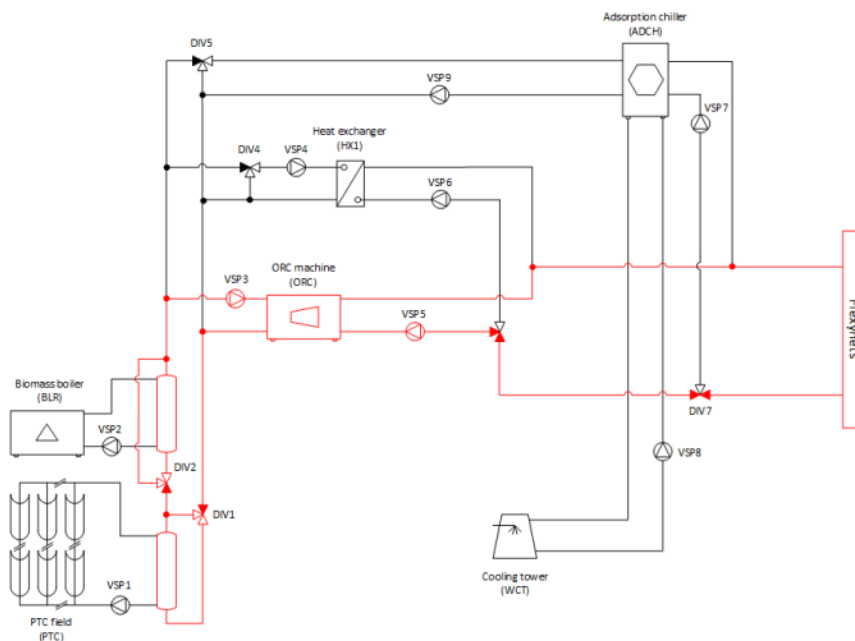 Adsorption chiller
(ADCH)
DIV5
VSP9
VSP7
Heat exchanger
(HX1)
DIV4
VSP4
VSP6
ORC machine
(ORC)
VSP3
VSP5
Flexynets
Biomass boiler
(BLR)
VSP2
DIV7
DIV2
VSP8
DIV1
Cooling tower
(WCT)
VSP1
PTC field
(PTC)